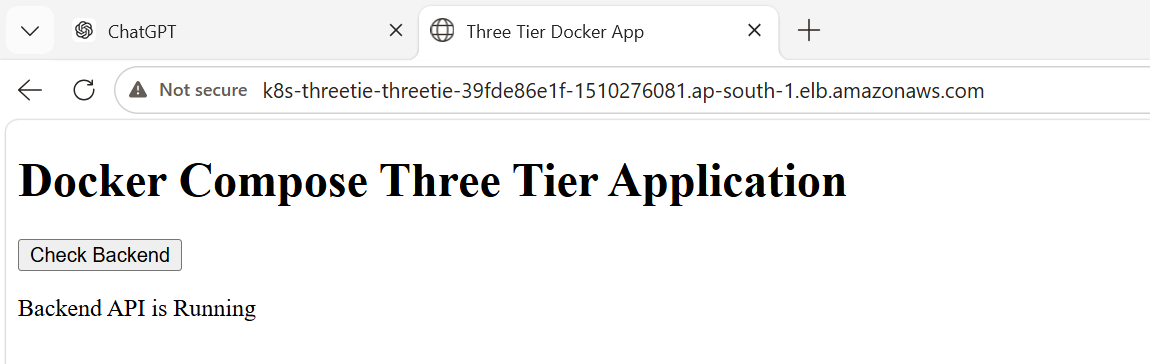 ChatGPT
Three Tier Docker App
Not secure k8s-threetie-threetie-39fde86e1f-1510276081.ap-south-1.elb.amazonaws.com
Docker Compose Three Tier Application
Check Backend
Backend API is Running